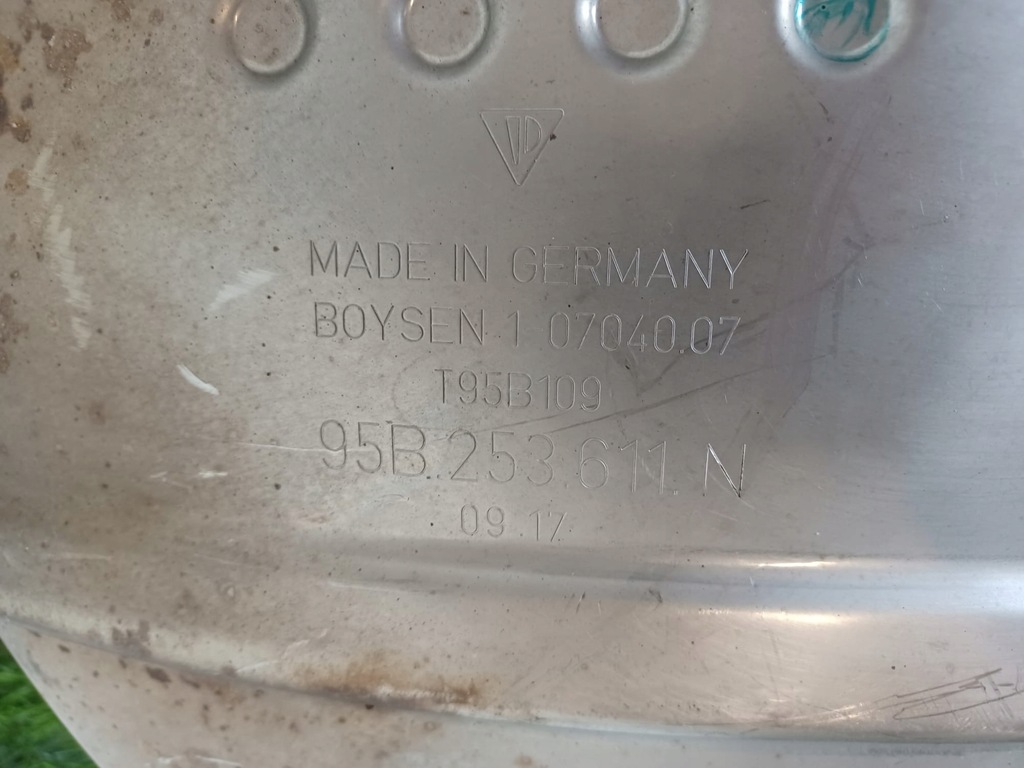 MADE IN GERMANY
BOYSEN 1 07040.07
T95B109
95B.253.611.N
09.17